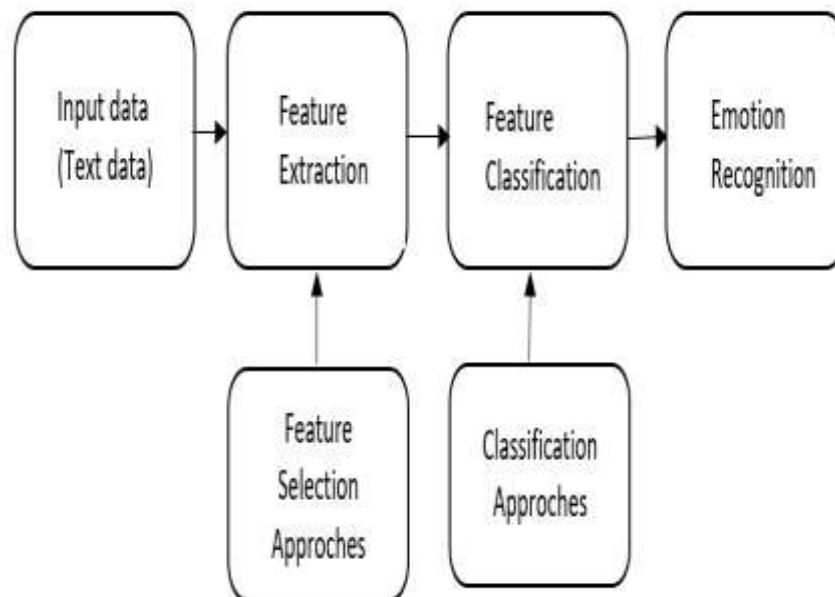 Input data
(Text data)
Feature
Extraction
Feature
Classification
Emotion
Recognition
Feature
Selection
Approches
Classification
Approches